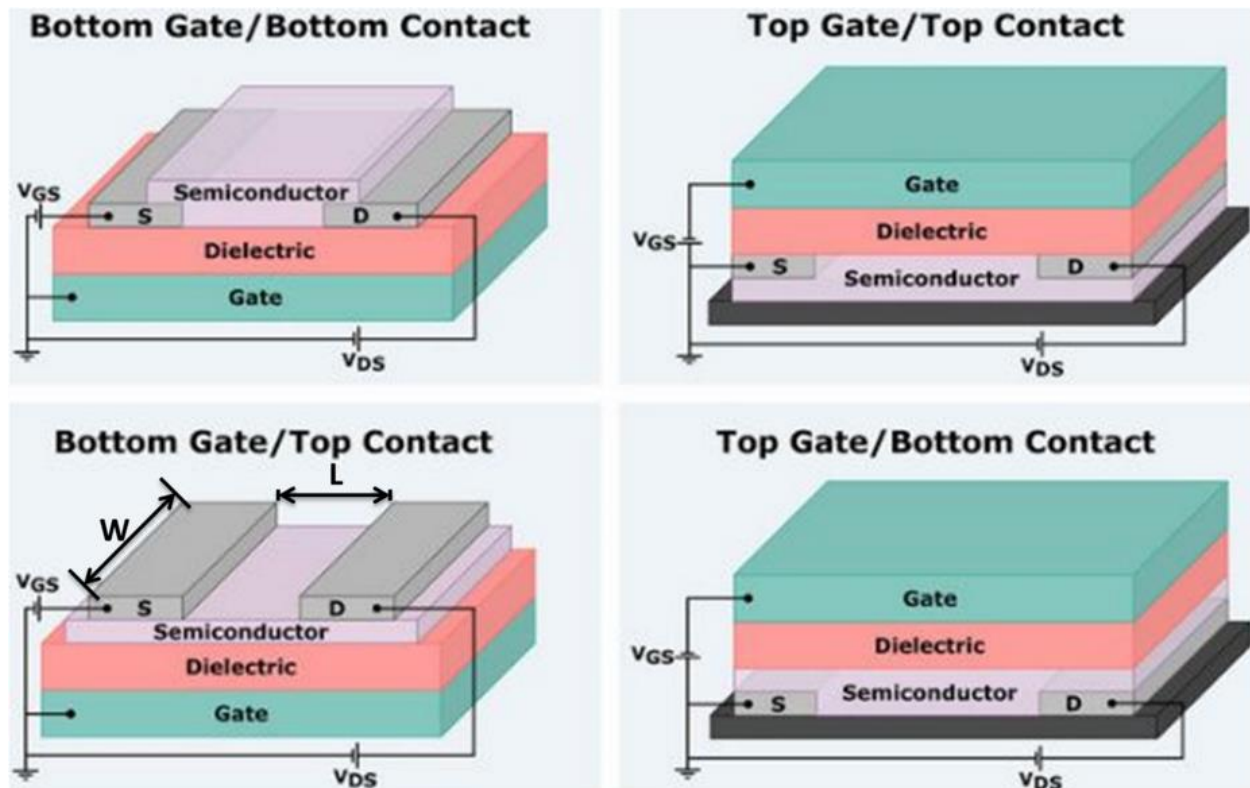 Bottom Gate/Bottom Contact
Semiconductor
VGS
S
D
Dielectric
Gate
VDS
Top Gate/Top Contact
Gate
Dielectric
VGS
S
D
Semiconductor
VDS
Bottom Gate/Top Contact
L
W
VGS
S
D
Semiconductor
Dielectric
Gate
VDS
Top Gate/Bottom Contact
Gate
Dielectric
VGS
Semiconductor
S
D
VDS